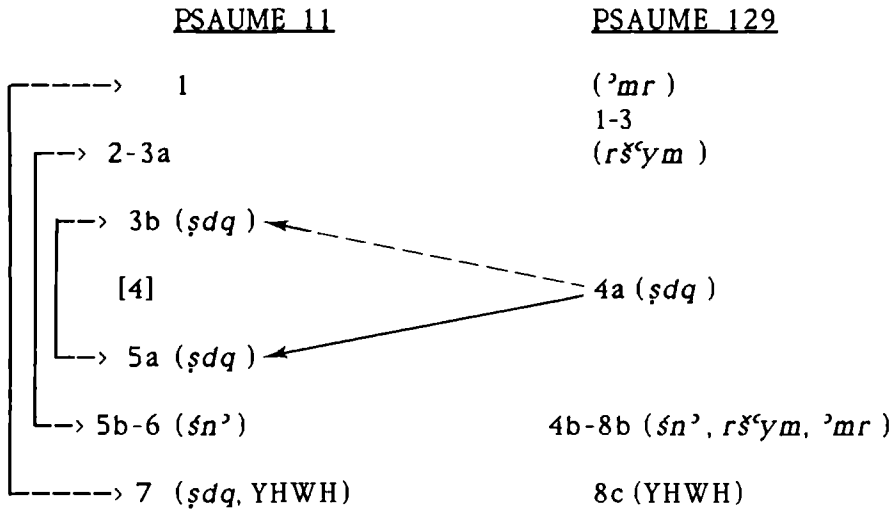 PSAUME 11 PSAUME 129
1 (ʾmr)
1-3
2-3a (ršʿym)
3b (ṣdq)
[4] 4a (ṣdq)
5a (ṣdq)
5b-6 (śnʾ) 4b-8b (śnʾ, ršʿym, ʾmr)
7 (ṣdq, YHWH) 8c (YHWH)